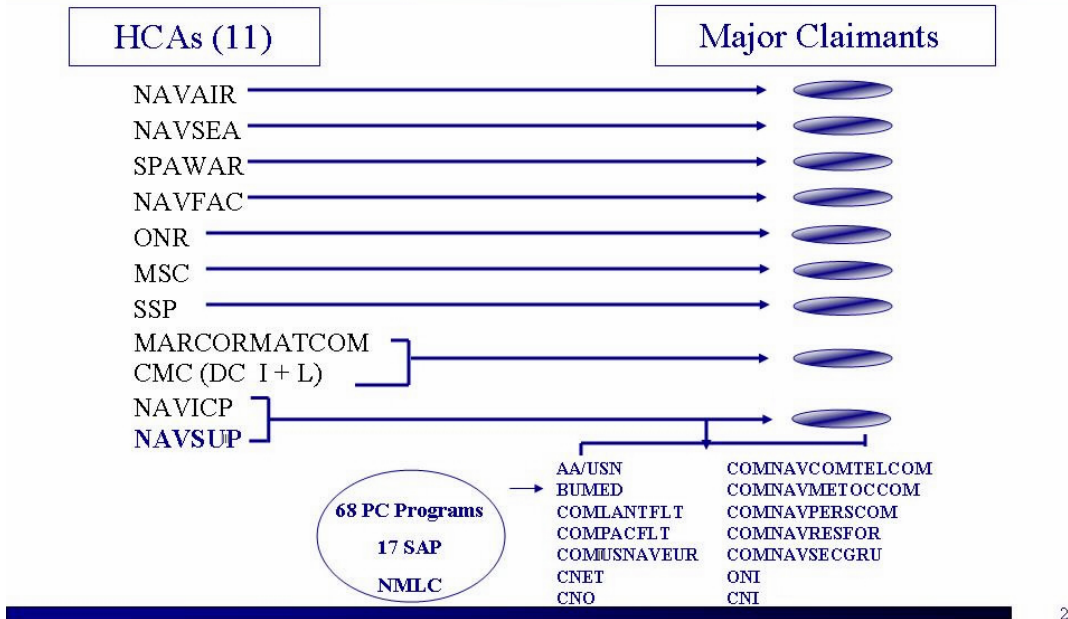 HCAs (11)
Major Claimants
NAVAIR
NAVSEA
SPAWAR
NAVFAC
ONR
MSC
SSP
MARCORMATCOM
CMC (DC I + L)
NAVICP
NAVSUP
68 PC Programs
17 SAP
NMLC
AA/USN
BUMED
COMLANTFLT
COMPACFLT
COMUSNAVEUR
CNET
CNO
COMNAVCOMTELCOM
COMNAVMETOCCOM
COMNAVPERSCOM
COMNAVRESFOR
COMNAVSECGRU
ONI
CNI
2